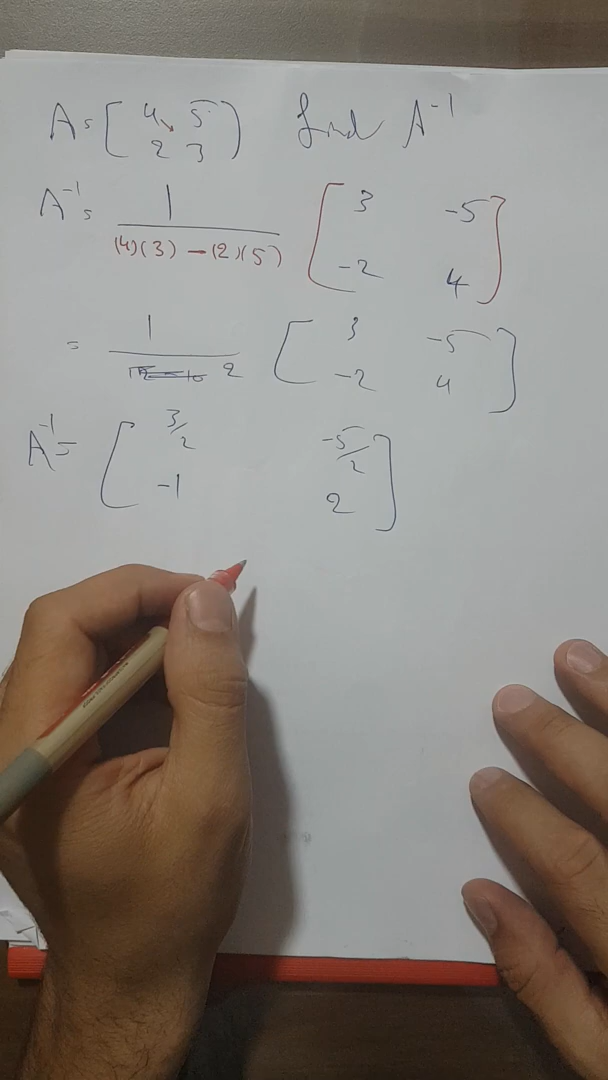 A = [ 4 5 ] find A⁻¹
2 3
A⁻¹ = 1 [ 3 -5
(4)(3) - (2)(5) -2 4 ]
= 1 [ 3 -5
2 -2 4 ]
A⁻¹ = [ 3/2 -5/2
-1 2 ]